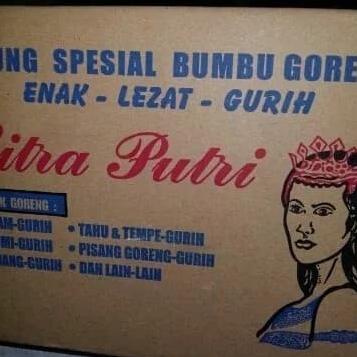 UNG SPESIAL BUMBU GORE
ENAK - LEZAT - GURIH
itra Putri
K GORENG :
AM-GURIH • TAHU & TEMPE-GURIH
MI-GURIH • PISANG GORENG-GURIH
ANG-GURIH • DAN LAIN-LAIN